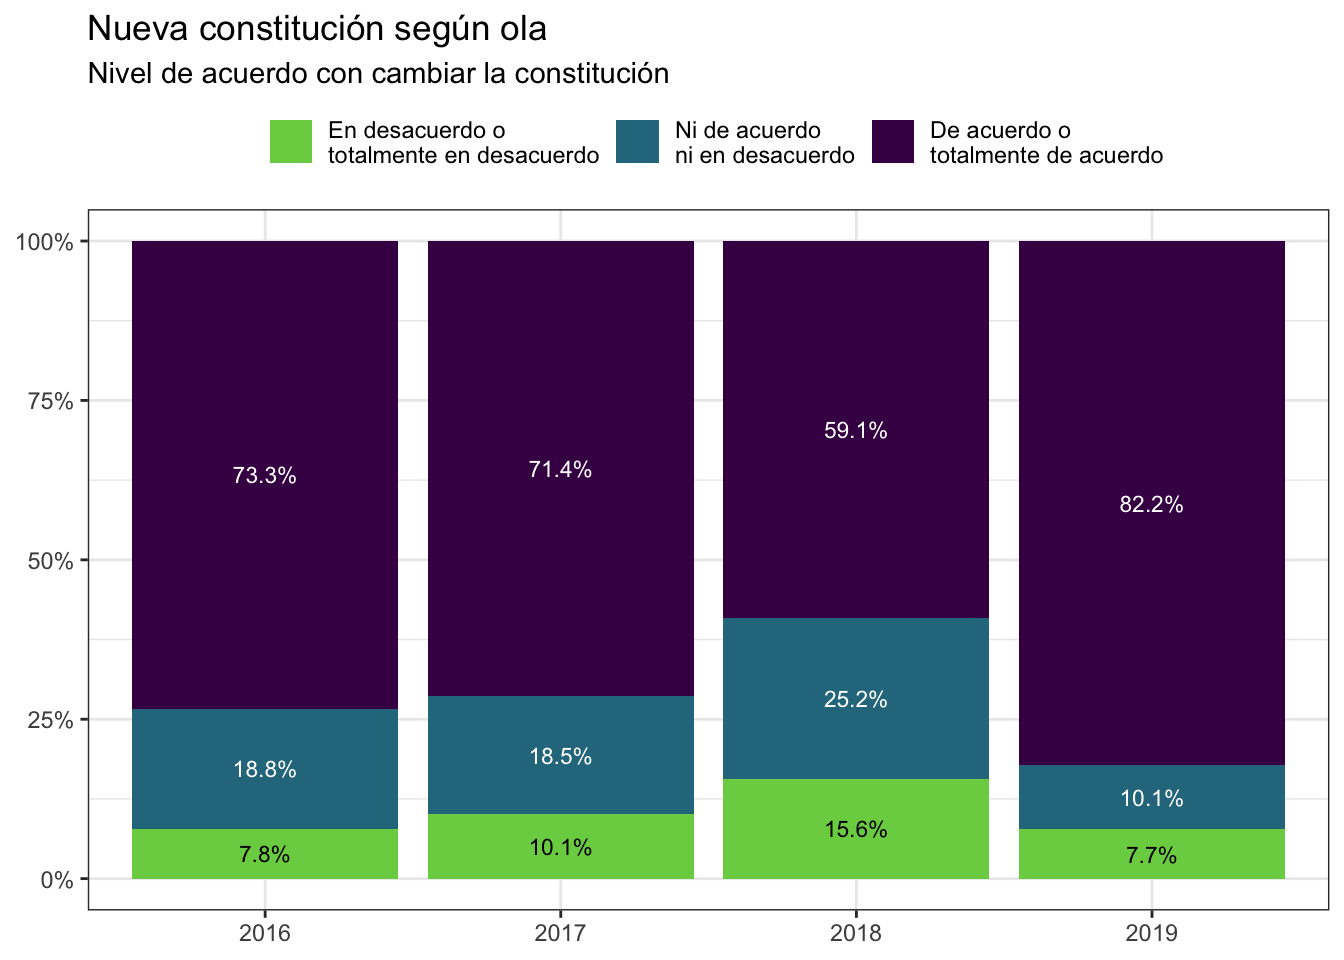 Nueva constitución según ola
Nivel de acuerdo con cambiar la constitución
En desacuerdo o
totalmente en desacuerdo
Ni de acuerdo
ni en desacuerdo
De acuerdo o
totalmente de acuerdo
100%
75%
50%
25%
0%
73.3%
18.8%
7.8%
71.4%
18.5%
10.1%
59.1%
25.2%
15.6%
82.2%
10.1%
7.7%
2016
2017
2018
2019